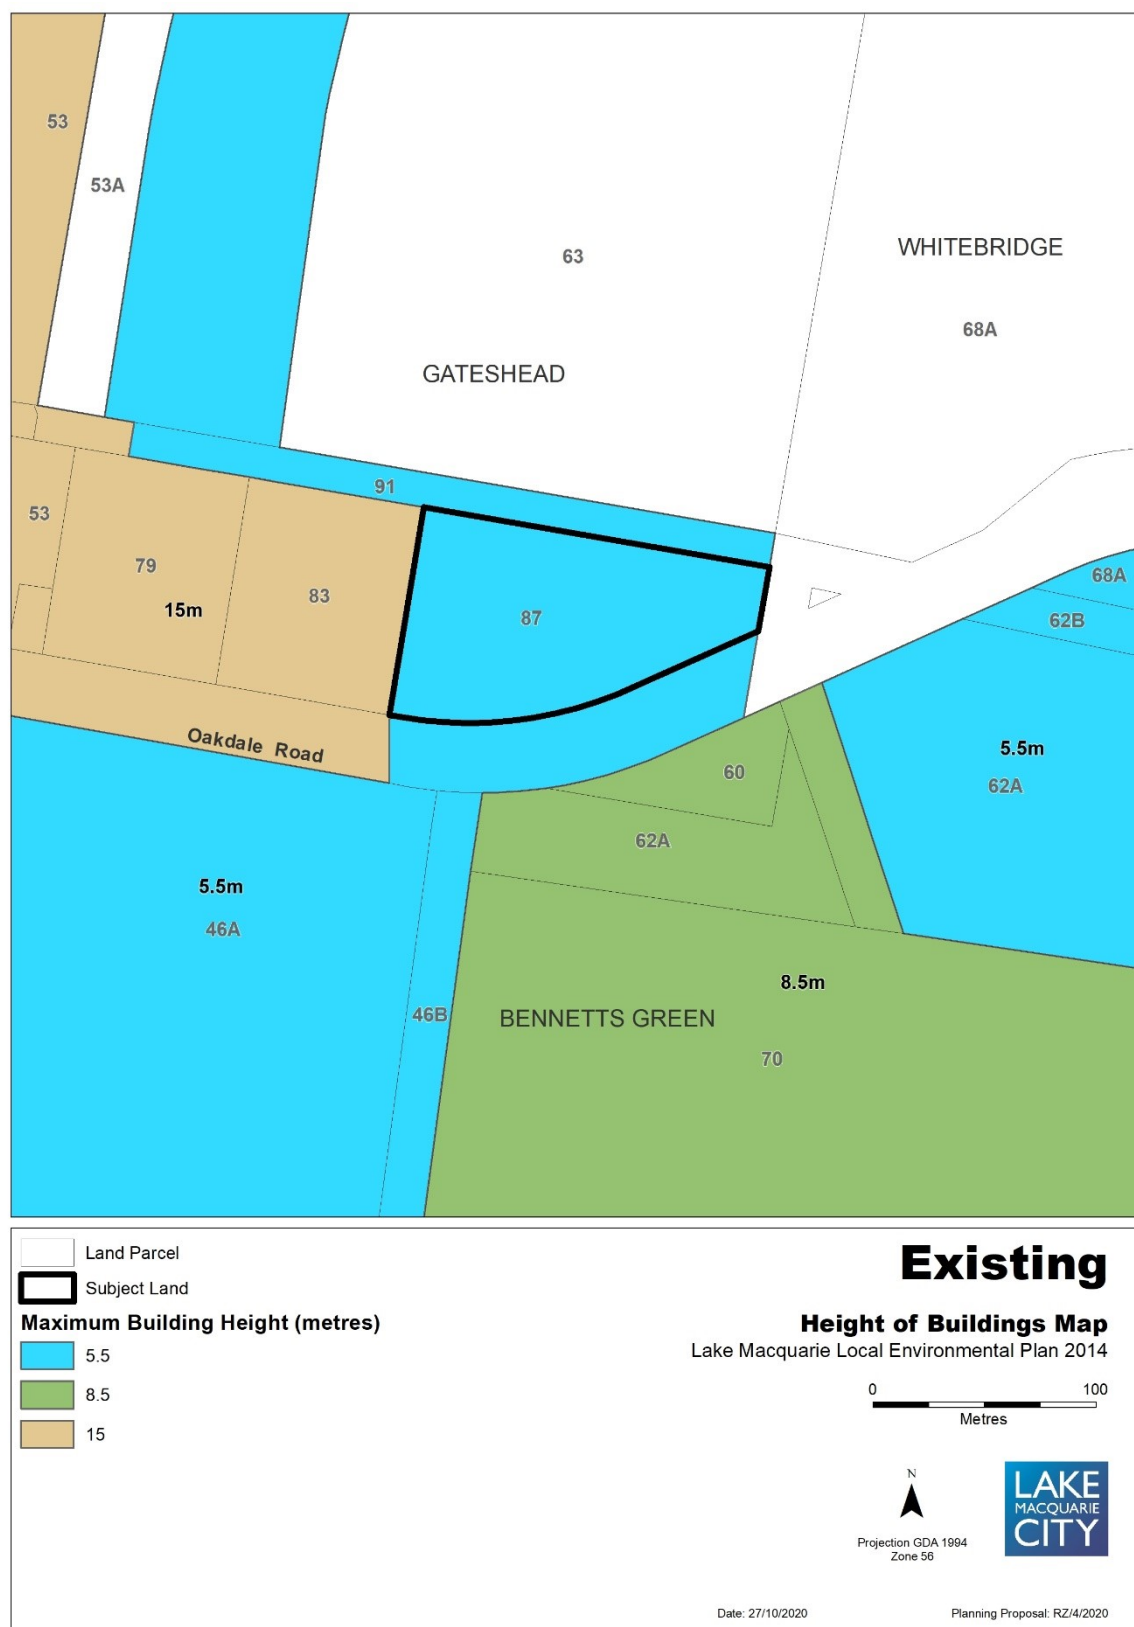 53
53A
63
WHITEBRIDGE
68A
GATESHEAD
91
53
79
15m
83
87
68A
62B
Oakdale Road
60
5.5m
62A
62A
5.5m
46A
8.5m
46B
BENNETTS GREEN
70
Land Parcel
Subject Land
Maximum Building Height (metres)
5.5
8.5
15
Existing
Height of Buildings Map
Lake Macquarie Local Environmental Plan 2014
0 100
Metres
N
Projection GDA 1994
Zone 56
LAKE
MACQUARIE
CITY
Date: 27/10/2020
Planning Proposal: RZ/4/2020